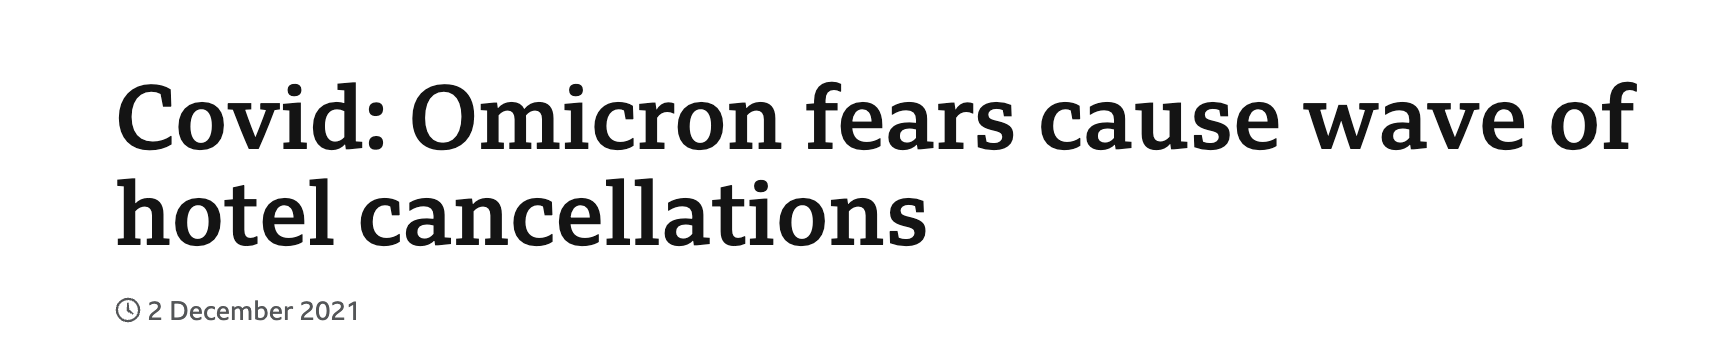 Covid: Omicron fears cause wave of
hotel cancellations
2 December 2021